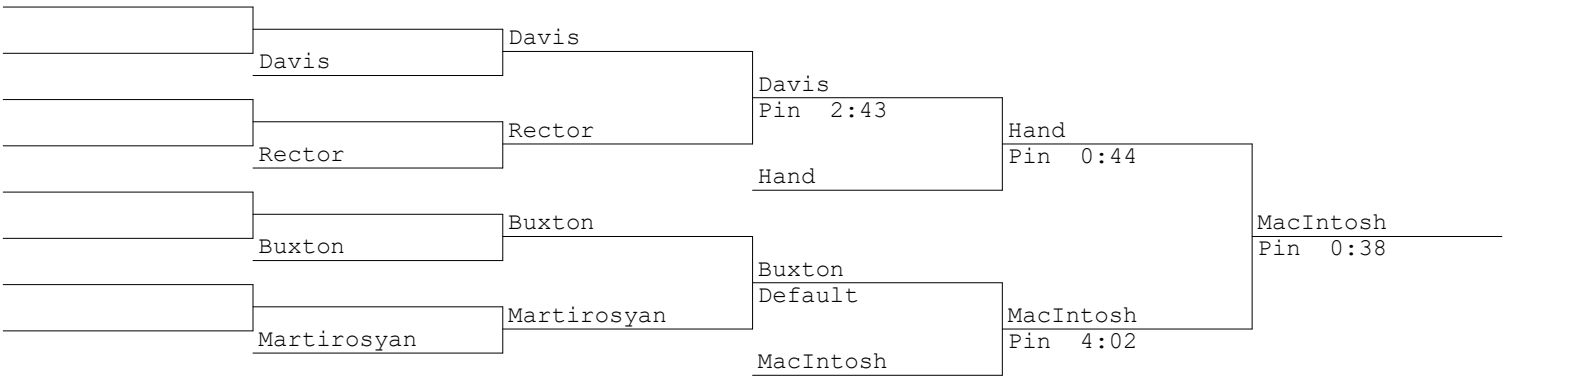 Davis
Davis
Davis
Pin 2:43
Rector
Rector
Hand
Pin 0:44
Hand
Buxton
Buxton
MacIntosh
Pin 0:38
Buxton
Default
Martirosyan
Martirosyan
MacIntosh
Pin 4:02
MacIntosh